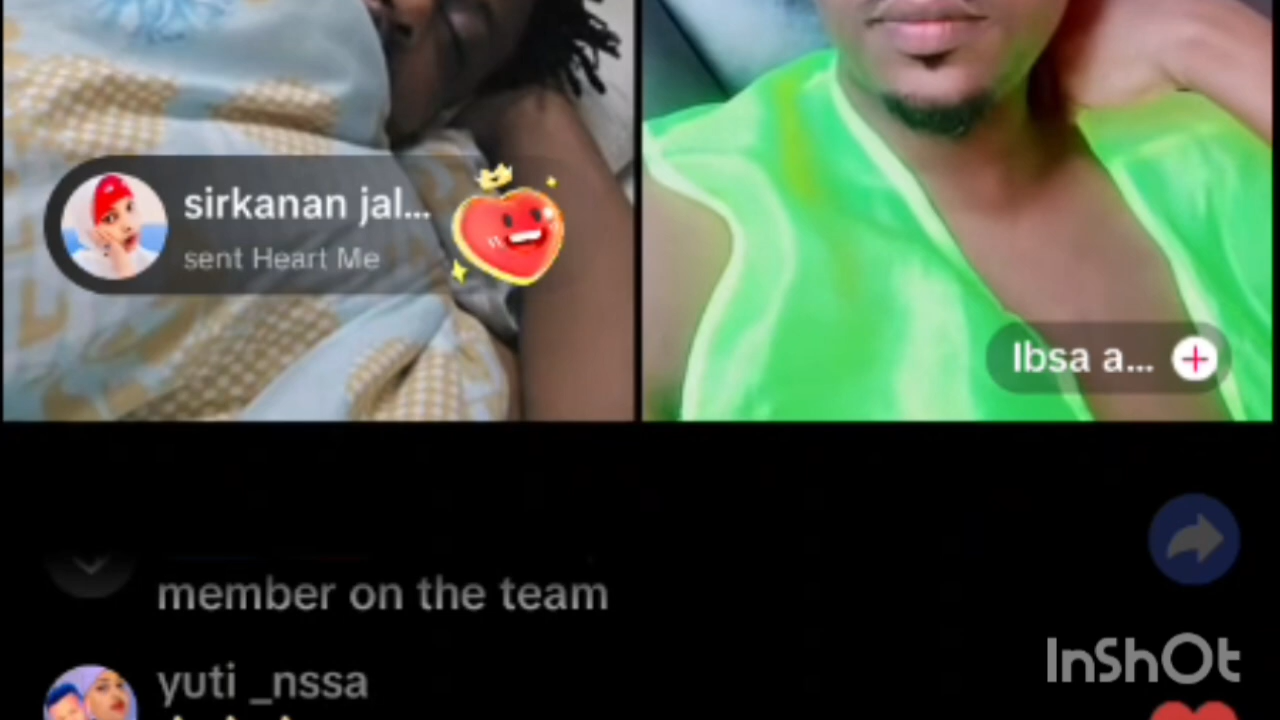 sirkanan jal...
sent Heart Me
Ibsa a...
member on the team
yuti _nssa
InShOt